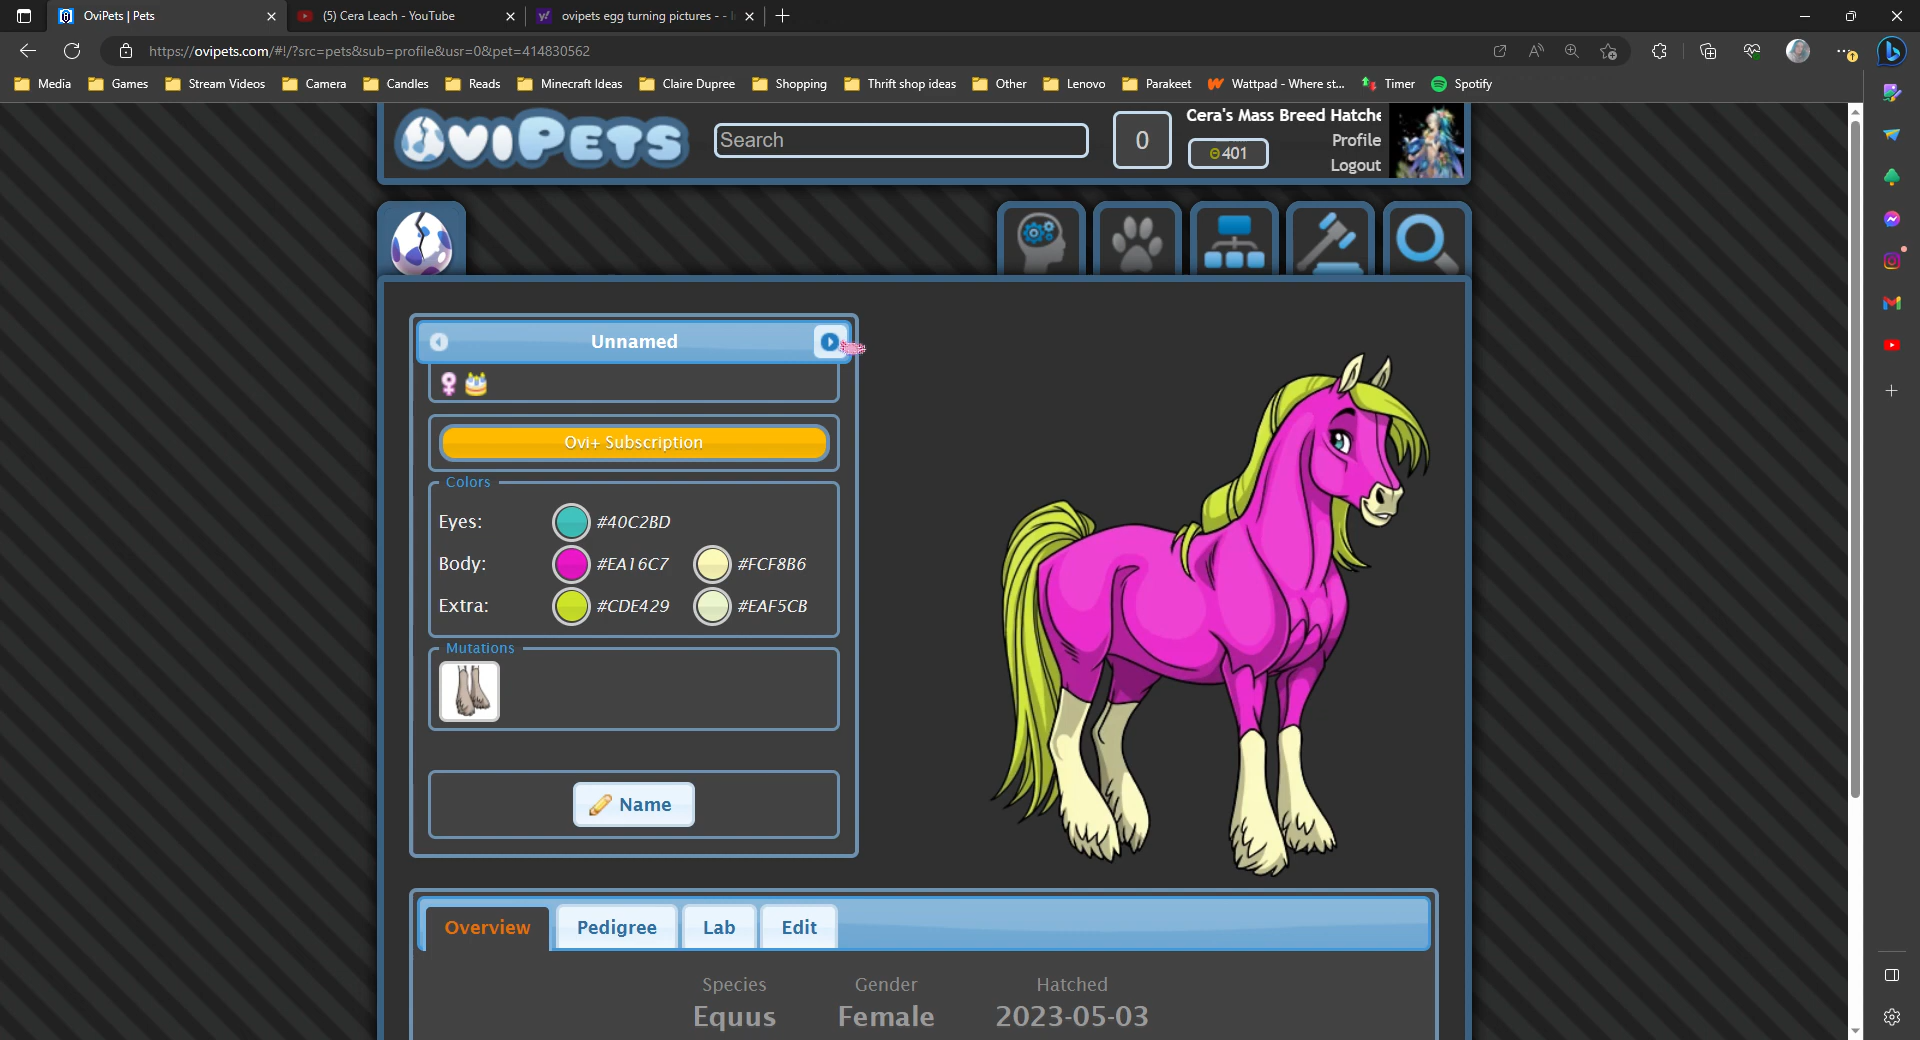 OviPets | Pets
(5) Cera Leach - YouTube
ovipets egg turning pictures - -
https://ovipets.com/#!/?src=pets&sub=profile&usr=0&pet=414830562
Media
Games
Stream Videos
Camera
Candles
Reads
Minecraft Ideas
Claire Dupree
Shopping
Thrift shop ideas
Other
Lenovo
Parakeet
Wattpad - Where st...
Timer
Spotify
OviPets
Search
0
Cera's Mass Breed Hatche
401
Profile
Logout
Unnamed
Ovi+ Subscription
Colors
Eyes: #40C2BD
Body: #EA16C7 #FCF8B6
Extra: #CDE429 #EAF5CB
Mutations
Name
Overview
Pedigree
Lab
Edit
Species Gender Hatched
Equus Female 2023-05-03